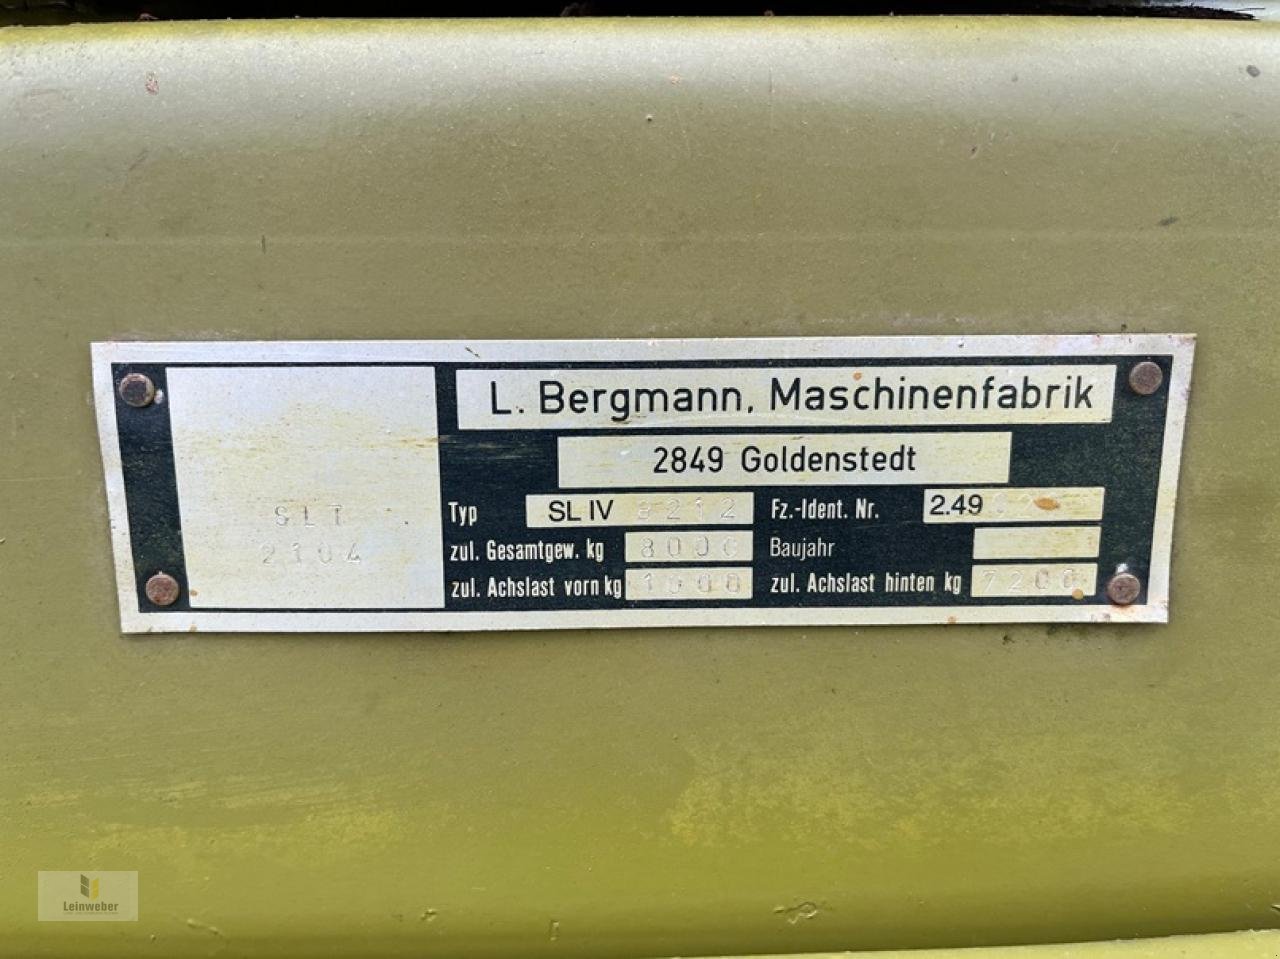 L. Bergmann, Maschinenfabrik
2849 Goldenstedt
SLT
2104
Typ SL IV 8212 Fz.-Ident. Nr. 2.49
zul. Gesamtgew. kg 8000 Baujahr
zul. Achslast vorn kg 1000 zul. Achslast hinten kg 7200
Leinweber